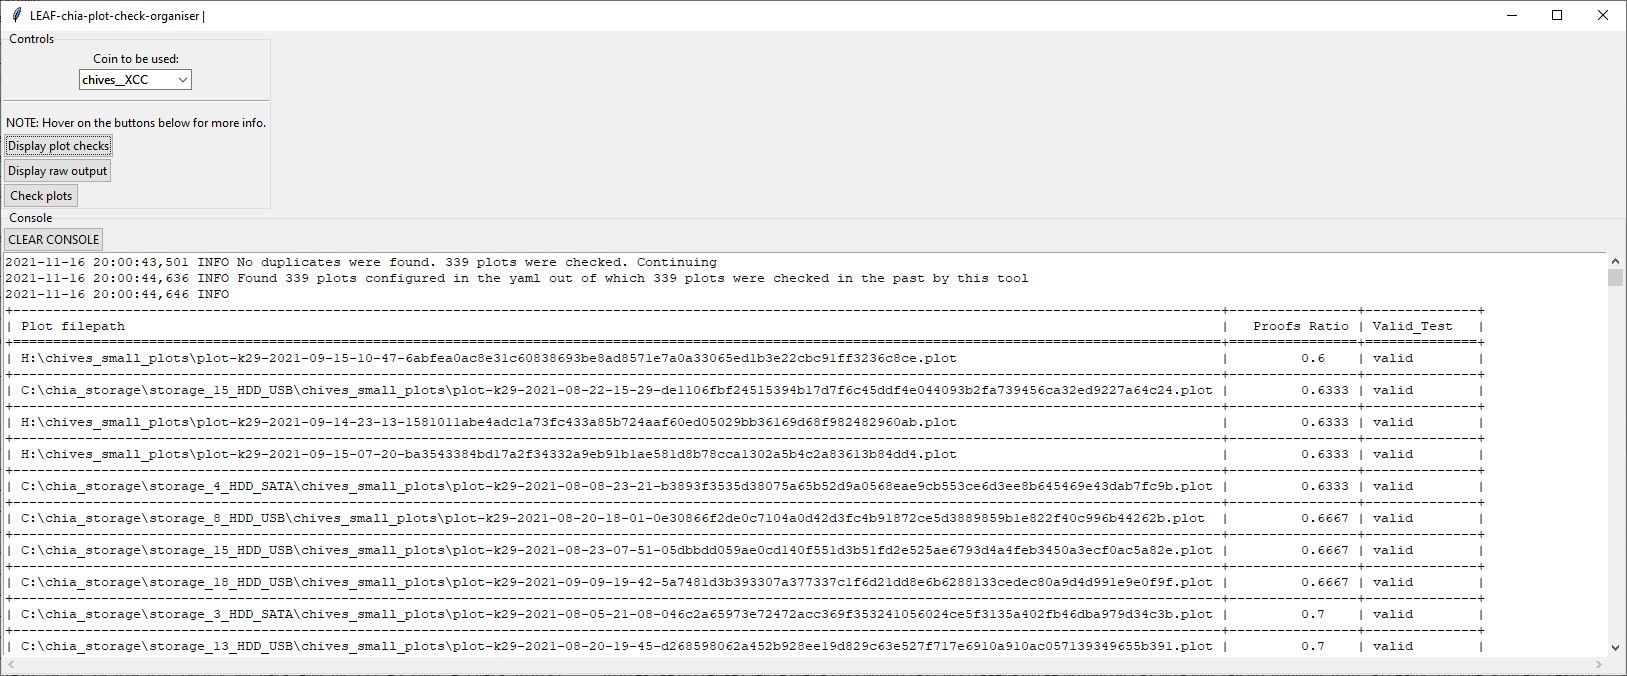 LEAF-chia-plot-check-organiser |
Controls
Coin to be used:
chives__XCC
NOTE: Hover on the buttons below for more info.
Display plot checks
Display raw output
Check plots
Console
CLEAR CONSOLE
2021-11-16 20:00:43,501 INFO No duplicates were found. 339 plots were checked. Continuing
2021-11-16 20:00:44,636 INFO Found 339 plots configured in the yaml out of which 339 plots were checked in the past by this tool
2021-11-16 20:00:44,646 INFO
| Plot filepath | Proofs Ratio | Valid_Test |
| H:\chives_small_plots\plot-k29-2021-09-15-10-47-6abfea0ac8e31c60838693be8ad8571e7a0a33065ed1b3e22cbc91ff3236c8ce.plot | 0.6 | valid |
| C:\chia_storage\storage_15_HDD_USB\chives_small_plots\plot-k29-2021-08-22-15-29-de1106fbf24515394b17d7f6c45ddf4e044093b2fa739456ca32ed9227a64c24.plot | 0.6333 | valid |
| H:\chives_small_plots\plot-k29-2021-09-14-23-13-1581011abe4adc1a73fc433a85b724aaf60ed05029bb36169d68f982482960ab.plot | 0.6333 | valid |
| H:\chives_small_plots\plot-k29-2021-09-15-07-20-ba3543384bd17a2f34332a9eb91b1ae581d8b78cca1302a5b4c2a83613b84dd4.plot | 0.6333 | valid |
| C:\chia_storage\storage_4_HDD_SATA\chives_small_plots\plot-k29-2021-08-08-23-21-b3893f3535d38075a65b52d9a0568eae9cb553ce6d3ee8b645469e43dab7fc9b.plot | 0.6333 | valid |
| C:\chia_storage\storage_8_HDD_USB\chives_small_plots\plot-k29-2021-08-20-18-01-0e30866f2de0c7104a0d42d3fc4b91872ce5d3889859b1e822f40c996b44262b.plot | 0.6667 | valid |
| C:\chia_storage\storage_15_HDD_USB\chives_small_plots\plot-k29-2021-08-23-07-51-05dbbdd059ae0cd140f551d3b51fd2e525ae6793d4a4feb3450a3ecf0ac5a82e.plot | 0.6667 | valid |
| C:\chia_storage\storage_18_HDD_USB\chives_small_plots\plot-k29-2021-09-09-19-42-5a7481d3b393307a377337c1f6d21dd8e6b6288133cedec80a9d4d991e9e0f9f.plot | 0.6667 | valid |
| C:\chia_storage\storage_3_HDD_SATA\chives_small_plots\plot-k29-2021-08-05-21-08-046c2a65973e72472acc369f353241056024ce5f3135a402fb46dba979d34c3b.plot | 0.7 | valid |
| C:\chia_storage\storage_13_HDD_USB\chives_small_plots\plot-k29-2021-08-20-19-45-d268598062a452b928ee19d829c63e527f717e6910a910ac057139349655b391.plot | 0.7 | valid |